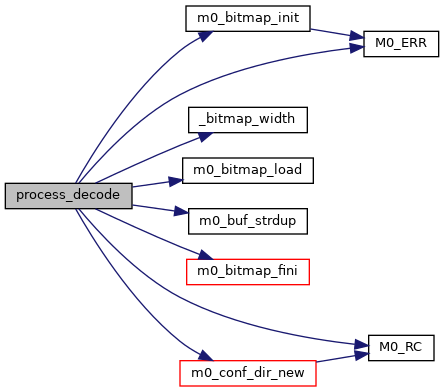 m0_bitmap_init
M0_ERR
_bitmap_width
m0_bitmap_load
process_decode
m0_buf_strdup
m0_bitmap_fini
M0_RC
m0_conf_dir_new